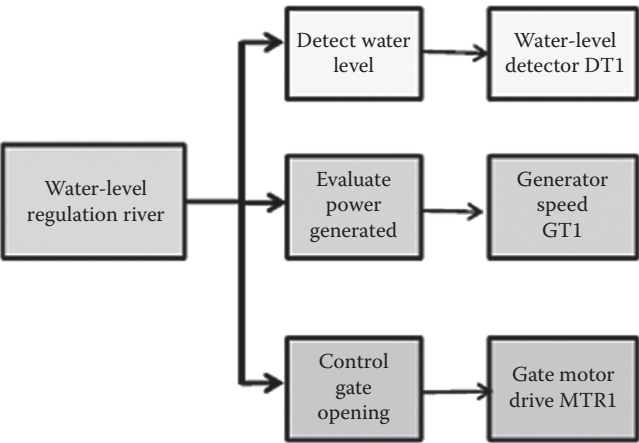 Detect water
level
Water-level
detector DT1
Water-level
regulation river
Evaluate
power
generated
Generator
speed
GT1
Control
gate
opening
Gate motor
drive MTR1